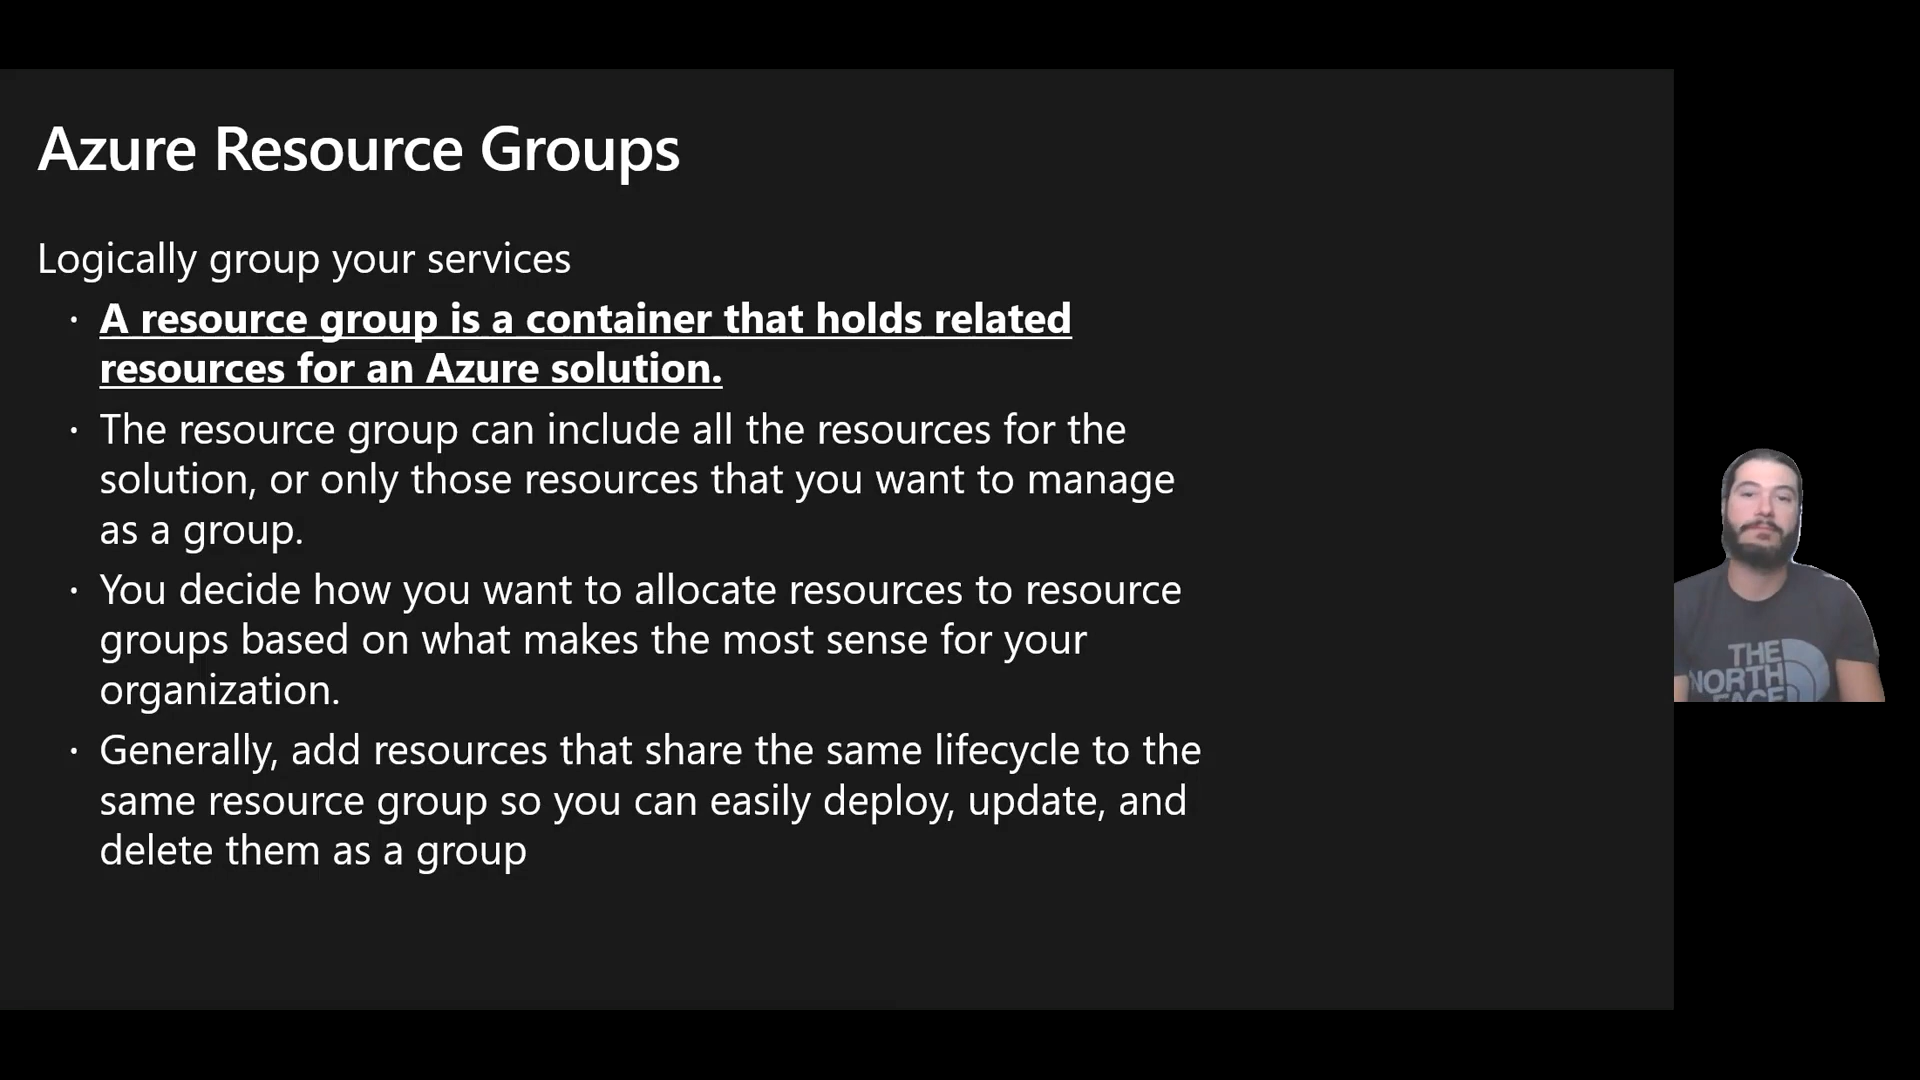 Azure Resource Groups
Logically group your services
· A resource group is a container that holds related
resources for an Azure solution.
· The resource group can include all the resources for the
solution, or only those resources that you want to manage
as a group.
· You decide how you want to allocate resources to resource
groups based on what makes the most sense for your
organization.
· Generally, add resources that share the same lifecycle to the
same resource group so you can easily deploy, update, and
delete them as a group
THE
NORTH
FACE